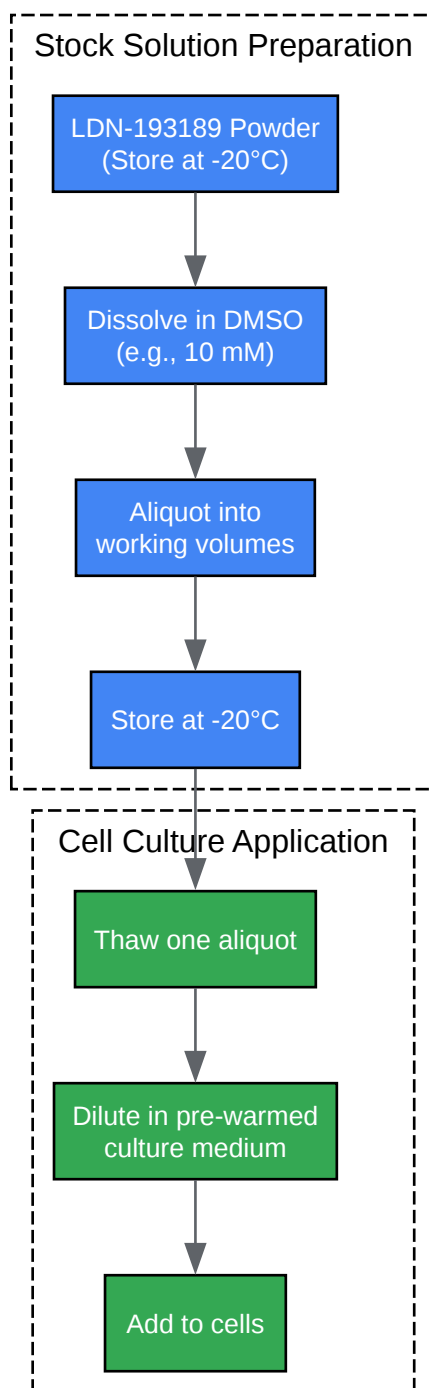 Stock Solution Preparation
LDN-193189 Powder
(Store at -20°C)
Dissolve in DMSO
(e.g., 10 mM)
Aliquot into
working volumes
Store at -20°C
Cell Culture Application
Thaw one aliquot
Dilute in pre-warmed
culture medium
Add to cells